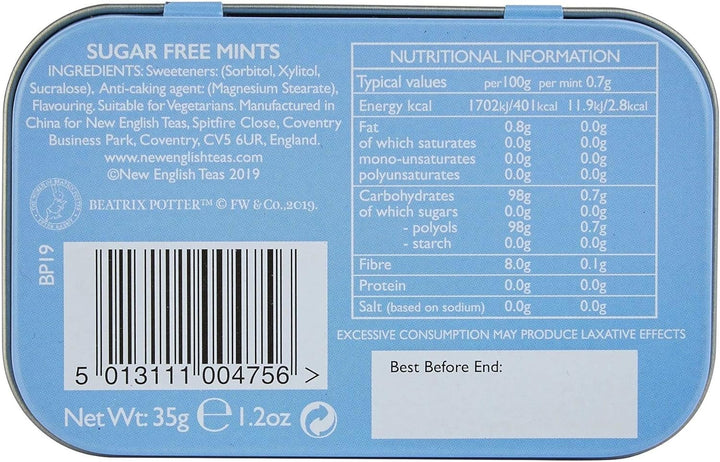 SUGAR FREE MINTS
INGREDIENTS: Sweeteners: (Sorbitol, Xylitol,
Sucralose), Anti-caking agent: (Magnesium Stearate),
Flavouring. Suitable for Vegetarians. Manufactured in
China for New English Teas, Spitfire Close, Coventry
Business Park, Coventry, CV5 6UR, England.
www.newenglishteas.com
©New English Teas 2019
BEATRIX POTTER™ © FW & Co.,2019.
BP19
5 013111 004756 >
Net Wt: 35g ℮ 1.2oz
NUTRITIONAL INFORMATION
Typical values per100g per mint 0.7g
Energy kcal 1702kj/401kcal 11.9kj/2.8kcal
Fat 0.8g 0.0g
of which saturates 0.0g 0.0g
mono-unsaturates 0.0g 0.0g
polyunsaturates 0.0g 0.0g
Carbohydrates 98g 0.7g
of which sugars 0.0g 0.0g
- polyols 98g 0.7g
- starch 0.0g 0.0g
Fibre 8.0g 0.1g
Protein 0.0g 0.0g
Salt (based on sodium) 0.0g 0.0g
EXCESSIVE CONSUMPTION MAY PRODUCE LAXATIVE EFFECTS
Best Before End: